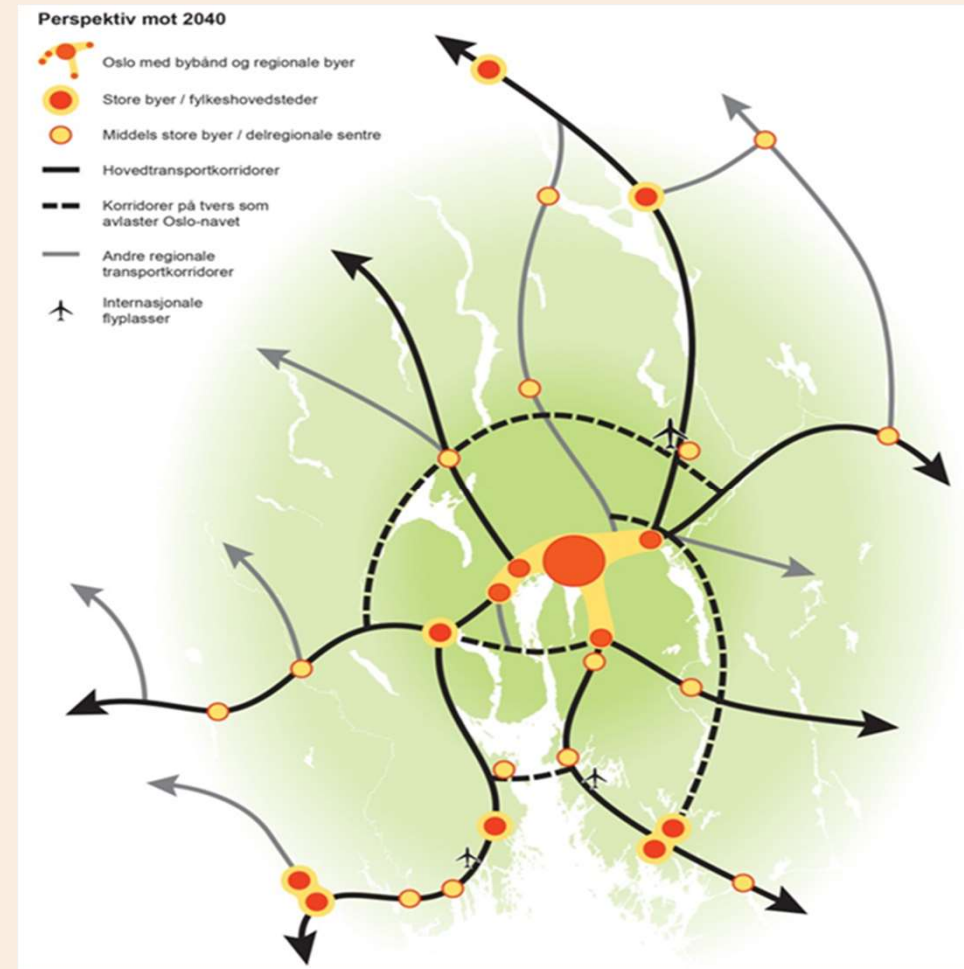 Perspektiv mot 2040
Oslo med bybånd og regionale byer
Store byer / fylkeshovedsteder
Middels store byer / delregionale sentre
Hovedtransportkorridorer
Korridorer på tvers som
avlaster Oslo-navet
Andre regionale
transportkorridorer
Internasjonale
flyplasser